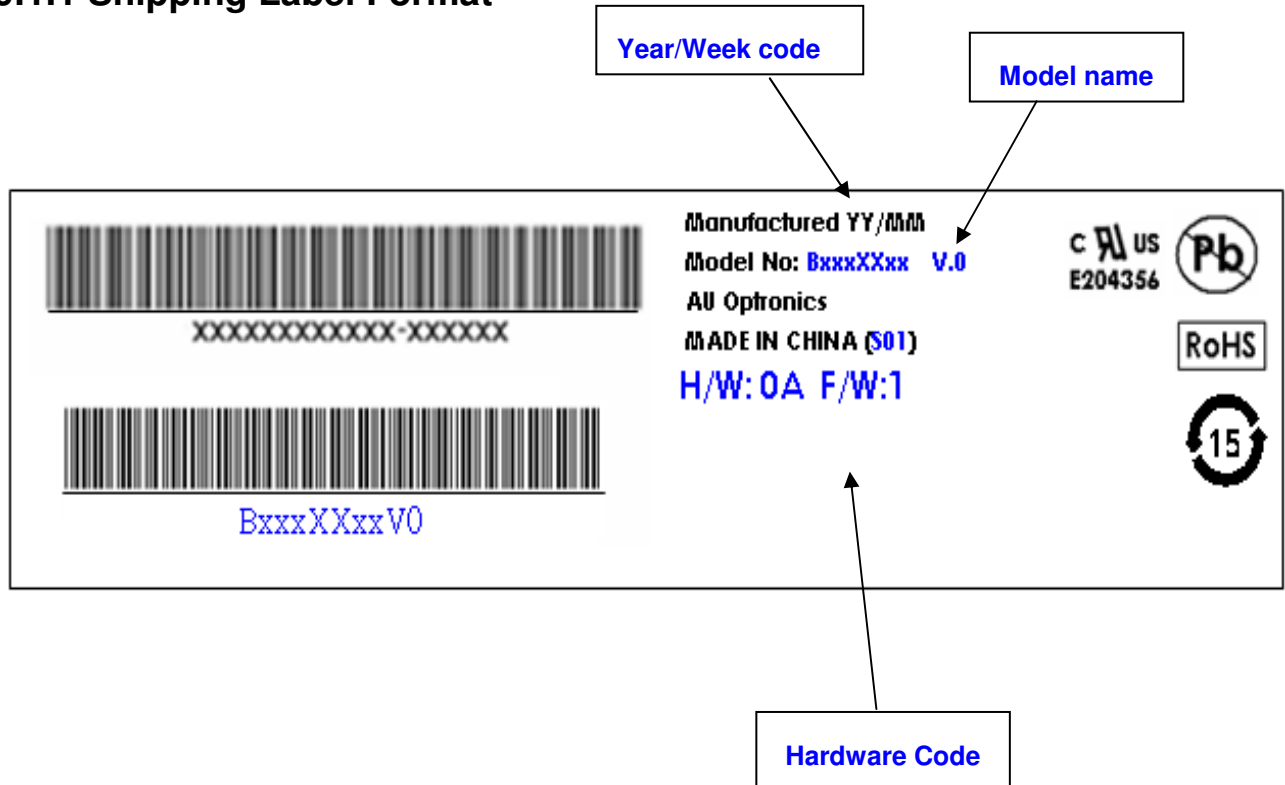 Shipping Label Format
Year/Week code
Model name
Manufactured YY/MM
Model No: BxxxXXxx V.0
AU Optronics
MADE IN CHINA (S01)
H/W: 0A F/W:1
XXXXXXXXXXXX-XXXXXX
BxxxXXxxV0
C RU US
E204356
Pb
RoHS
15
Hardware Code